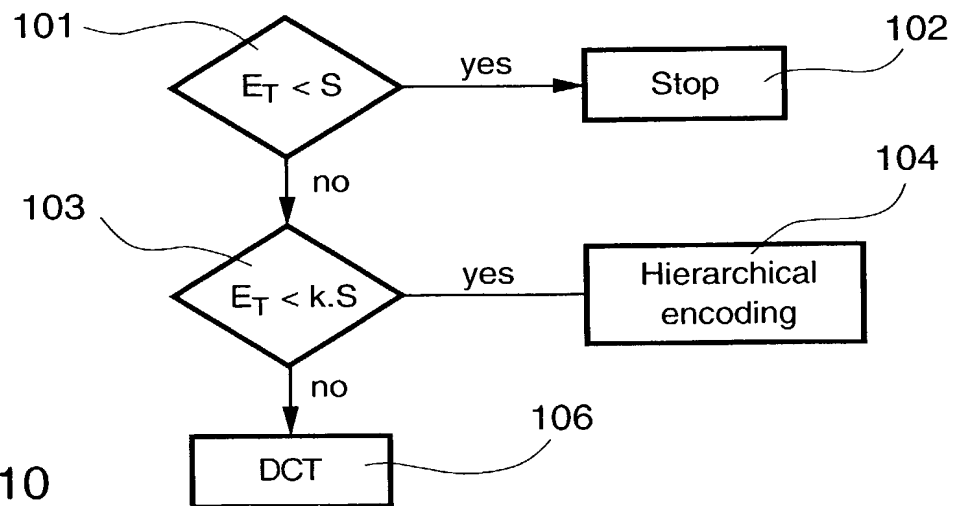 101
102
E_T < S
yes
Stop
no
104
103
E_T < k.S
yes
Hierarchical
encoding
no
106
DCT
10